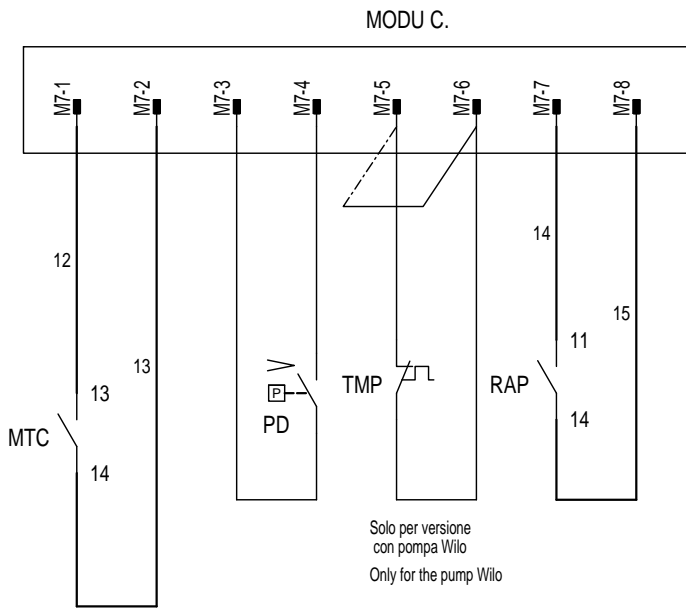 MODU C.
M7-1
M7-2
M7-3
M7-4
M7-5
M7-6
M7-7
M7-8
12
13
14
15
13
14
MTC
P
PD
TMP
RAP
11
14
Solo per versione
con pompa Wilo
Only for the pump Wilo